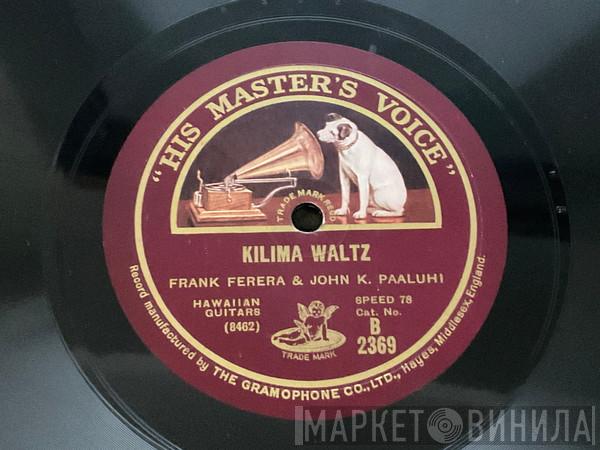 "HIS MASTER'S VOICE"
TRADE MARK REGD.
KILIMA WALTZ
FRANK FERERA & JOHN K. PAALUHI
HAWAIIAN
GUITARS
(8462)
SPEED 78
Cat. No.
B
2369
TRADE MARK
Record manufactured by THE GRAMOPHONE CO., LTD., Hayes, Middlesex, England.
МАРКЕТ ВИНИЛА